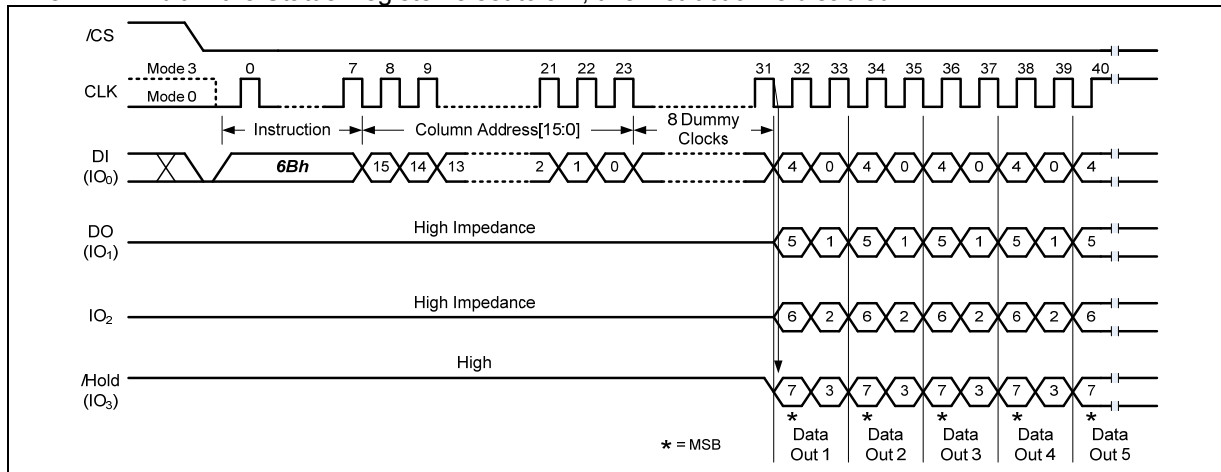 /CS
Mode 3
0 7 8 9 21 22 23 31 32 33 34 35 36 37 38 39 40
CLK
Mode 0
Instruction
Column Address[15:0]
8 Dummy
Clocks
DI
(IO₀)
6Bh
15 14 13 2 1 0 4 0 4 0 4 0 4 0 4
DO
(IO₁)
High Impedance
5 1 5 1 5 1 5 1 5
IO₂
High Impedance
6 2 6 2 6 2 6 2 6
/Hold
(IO₃)
High
7 3 7 3 7 3 7 3 7
* * * * *
* = MSB
Data
Out 1
Data
Out 2
Data
Out 3
Data
Out 4
Data
Out 5